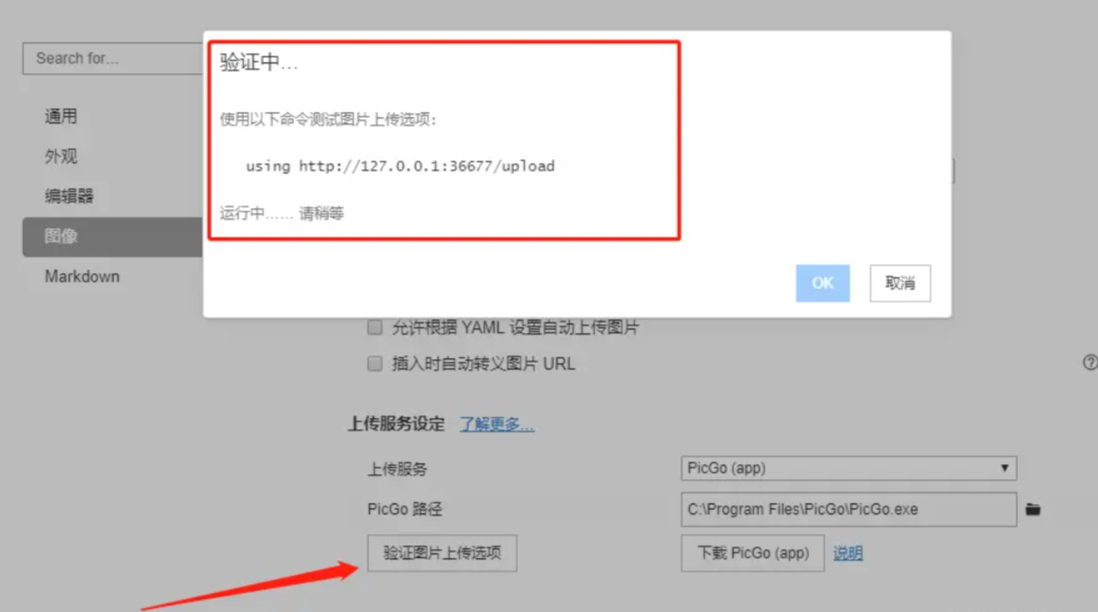 Search for...
通用
外观
编辑器
图像
Markdown
验证中...
使用以下命令测试图片上传选项:
using http://127.0.0.1:36677/upload
运行中...... 请稍等
OK
取消
允许根据 YAML 设置自动上传图片
插入时自动转义图片 URL
上传服务设定 了解更多...
上传服务 PicGo (app)
PicGo 路径 C:\Program Files\PicGo\PicGo.exe
验证图片上传选项 下载 PicGo (app) 说明